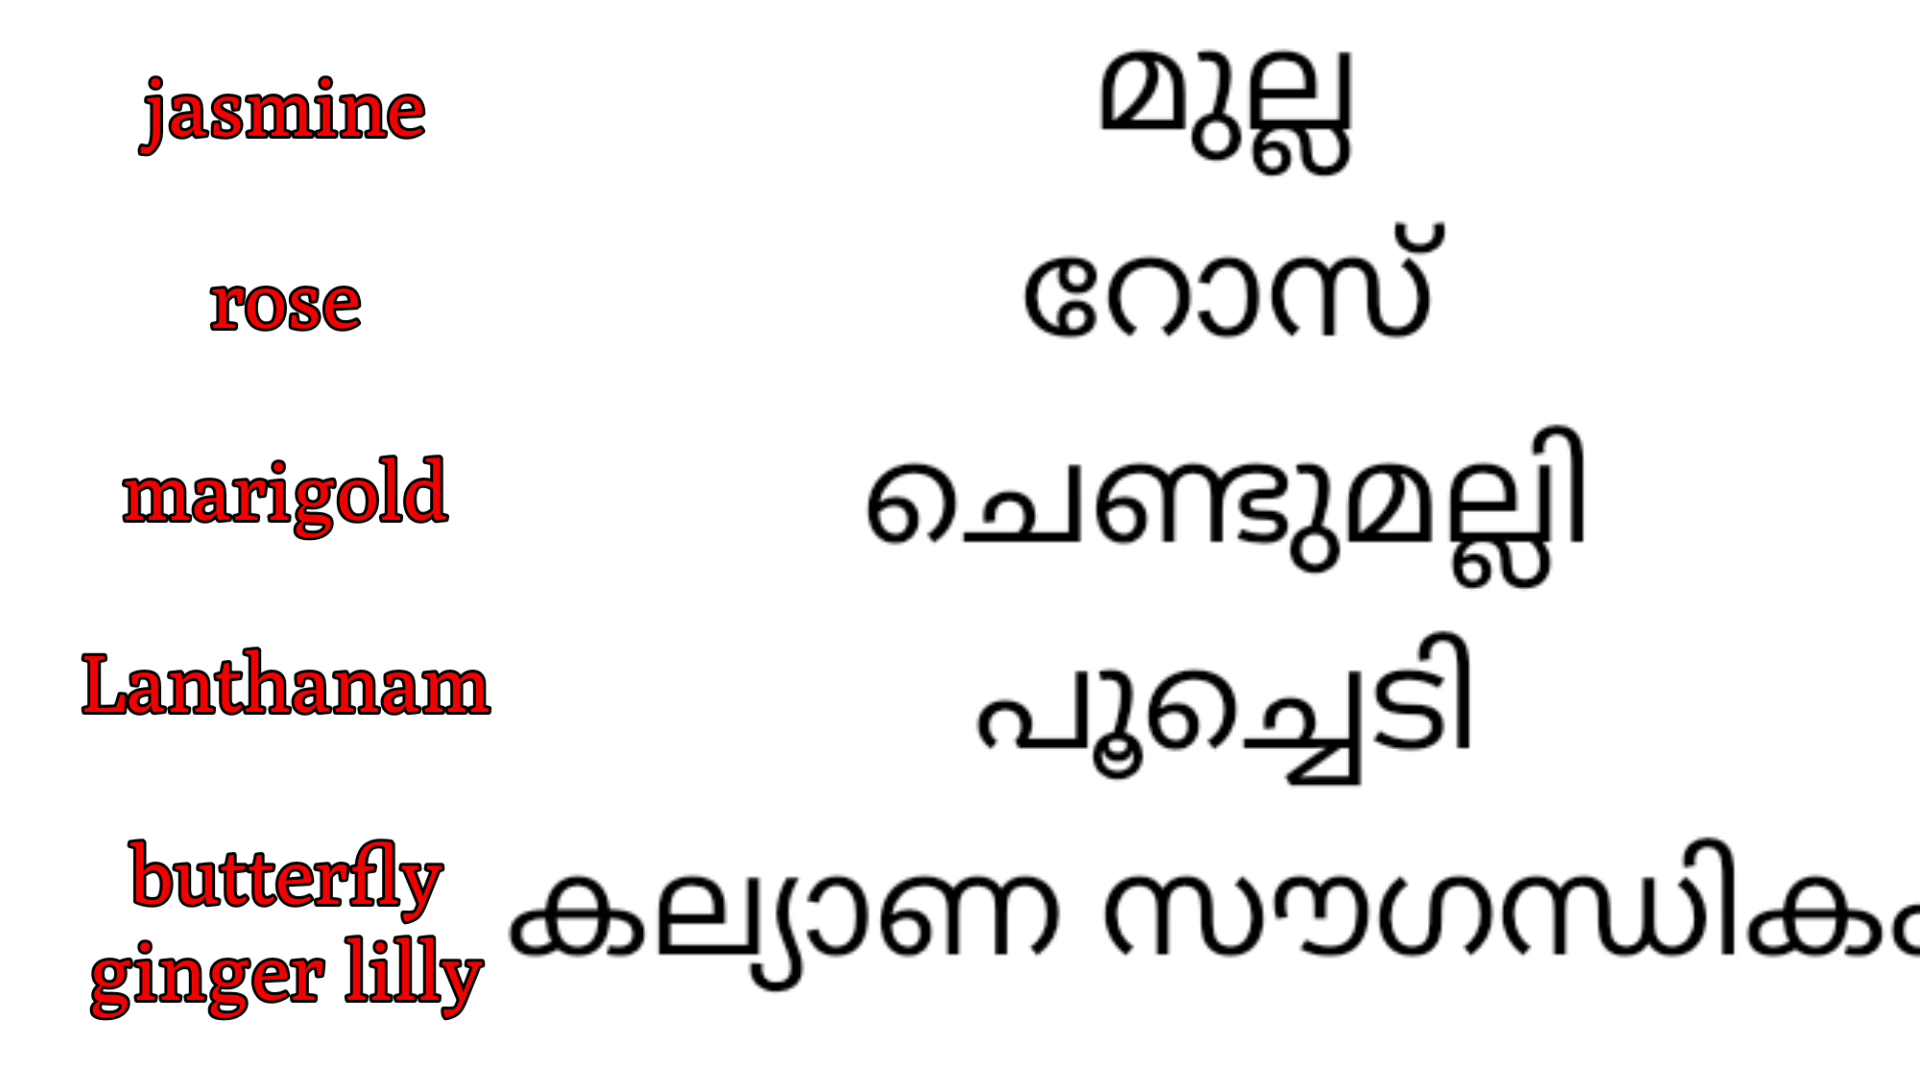 jasmine മുല്ല
rose റോസ്
marigold ചെണ്ടുമല്ലി
Lanthanam പൂച്ചെടി
butterfly
ginger lilly കല്യാണ സൗഗന്ധികം